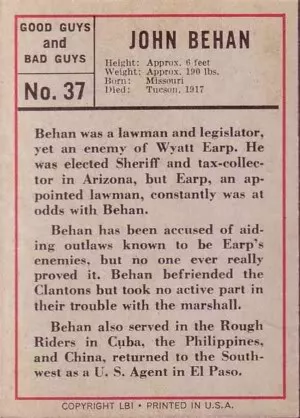 GOOD GUYS
and
BAD GUYS
No. 37
JOHN BEHAN
Height: Approx. 6 feet
Weight: Approx. 190 lbs.
Born: Missouri
Died: Tucson, 1917
Behan was a lawman and legislator,
yet an enemy of Wyatt Earp. He
was elected Sheriff and tax-collec-
tor in Arizona, but Earp, an ap-
pointed lawman, constantly was at
odds with Behan.
Behan has been accused of aid-
ing outlaws known to be Earp's
enemies, but no one ever really
proved it. Behan befriended the
Clantons but took no active part in
their trouble with the marshall.
Behan also served in the Rough
Riders in Cuba, the Philippines,
and China, returned to the South-
west as a U. S. Agent in El Paso.
COPYRIGHT LBI • PRINTED IN U.S.A.